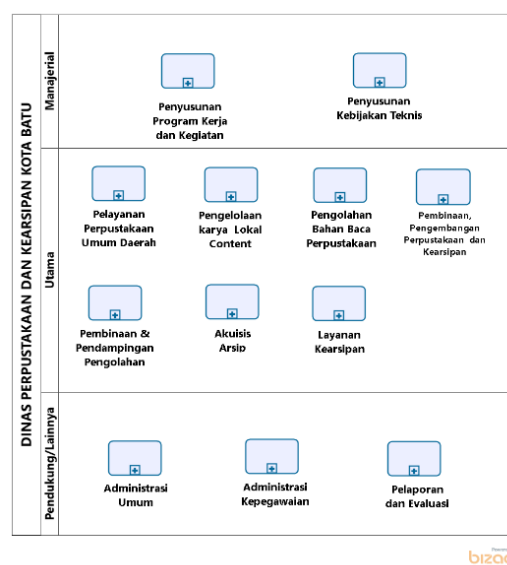 DINAS PERPUSTAKAAN DAN KEARSIPAN KOTA BATU
Manajerial
Penyusunan
Program Kerja
dan Kegiatan
Penyusunan
Kebijakan Teknis
Utama
Pelayanan
Perpustakaan
Umum Daerah
Pengelolaan
karya Lokal
Content
Pengolahan
Bahan Baca
Perpustakaan
Pembinaan,
Pengembangan
Perpustakaan dan
Kearsipan
Pembinaan &
Pendampingan
Pengolahan
Akuisis
Arsip
Layanan
Kearsipan
Pendukung/Lainnya
Administrasi
Umum
Administrasi
Kepegawaian
Pelaporan
dan Evaluasi